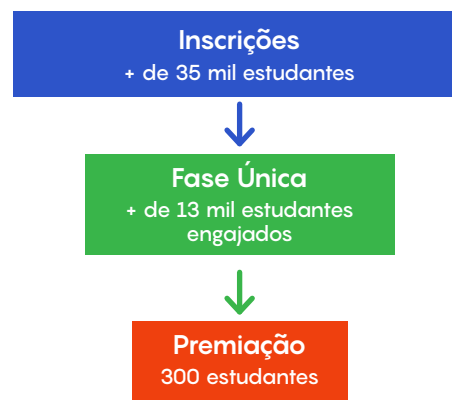 Inscrições
+ de 35 mil estudantes
Fase Única
+ de 13 mil estudantes
engajados
Premiação
300 estudantes